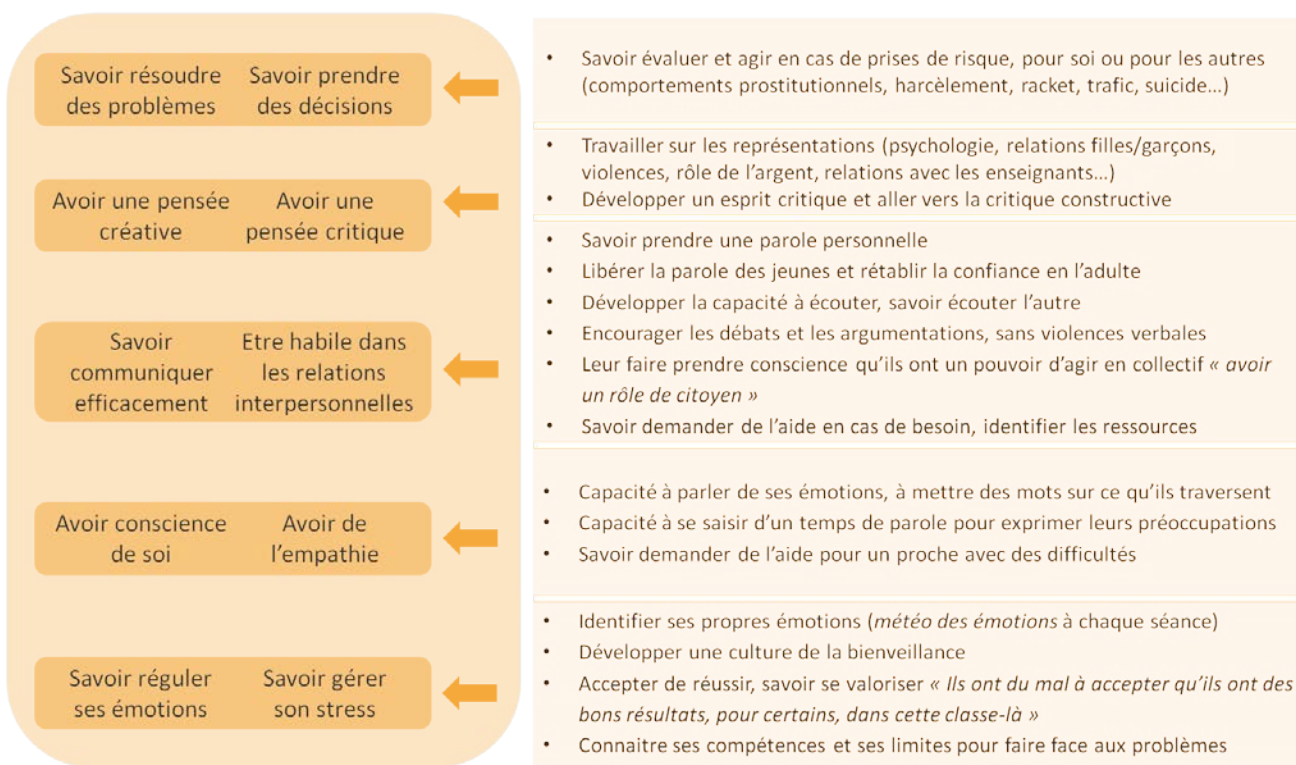 Savoir résoudre des problèmes
Savoir prendre des décisions
• Savoir évaluer et agir en cas de prises de risque, pour soi ou pour les autres
(comportements prostitutionnels, harcèlement, racket, trafic, suicide…)
Avoir une pensée créative
Avoir une pensée critique
• Travailler sur les représentations (psychologie, relations filles/garçons,
violences, rôle de l'argent, relations avec les enseignants…)
• Développer un esprit critique et aller vers la critique constructive
Savoir communiquer efficacement
Etre habile dans les relations interpersonnelles
• Savoir prendre une parole personnelle
• Libérer la parole des jeunes et rétablir la confiance en l'adulte
• Développer la capacité à écouter, savoir écouter l'autre
• Encourager les débats et les argumentations, sans violences verbales
• Leur faire prendre conscience qu'ils ont un pouvoir d'agir en collectif « avoir
un rôle de citoyen »
• Savoir demander de l'aide en cas de besoin, identifier les ressources
Avoir conscience de soi
Avoir de l'empathie
• Capacité à parler de ses émotions, à mettre des mots sur ce qu'ils traversent
• Capacité à se saisir d'un temps de parole pour exprimer leurs préoccupations
• Savoir demander de l'aide pour un proche avec des difficultés
Savoir réguler ses émotions
Savoir gérer son stress
• Identifier ses propres émotions (météo des émotions à chaque séance)
• Développer une culture de la bienveillance
• Accepter de réussir, savoir se valoriser « Ils ont du mal à accepter qu'ils ont des
bons résultats, pour certains, dans cette classe-là »
• Connaitre ses compétences et ses limites pour faire face aux problèmes